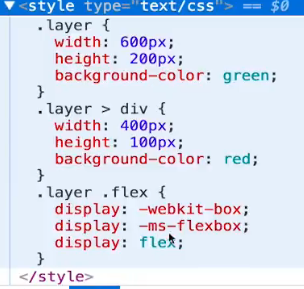 ▼<style type="text/css"> == $0
.layer {
width: 600px;
height: 200px;
background-color: green;
}
.layer > div {
width: 400px;
height: 100px;
background-color: red;
}
.layer .flex {
display: -webkit-box;
display: -ms-flexbox;
display: flex;
}
</style>